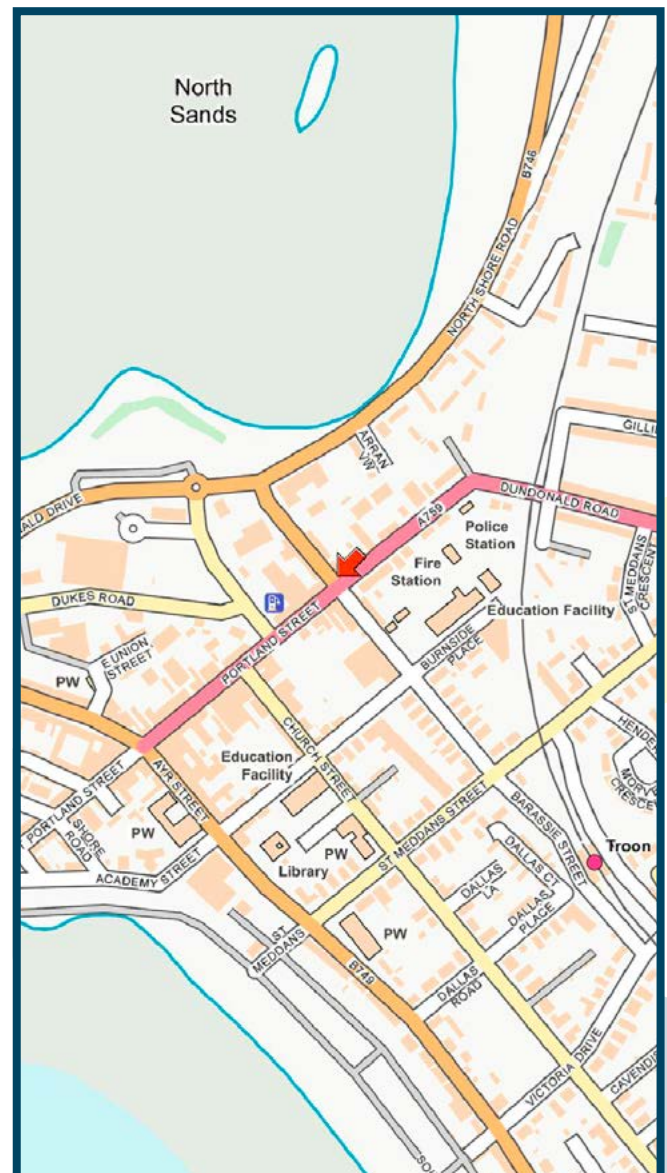 North
Sands
B746
NORTH SHORE ROAD
ARRAN
VW
GILLI
ALD DRIVE
DUNDONALD ROAD
A759
Police
Station
Fire
Station
ST MEDDANS
CRESCENT
DUKES ROAD
Education Facility
PORTLAND STREET
BURNSIDE
PLACE
UNION
STREET
PW
CHURCH STREET
HENDE
MORV
CRESCE
Education
Facility
AYR STREET
T PORTLAND STREET
SHORE
ROAD
PW
ACADEMY STREET
Library
PW
ST MEDDANS STREET
BARASSIE STREET
Troon
DALLAS CT
DALLAS
LA
DALLAS
PLACE
ST
MEDDANS
PW
B749
DALLAS
ROAD
VICTORIA DRIVE
CAVENDIS
SO